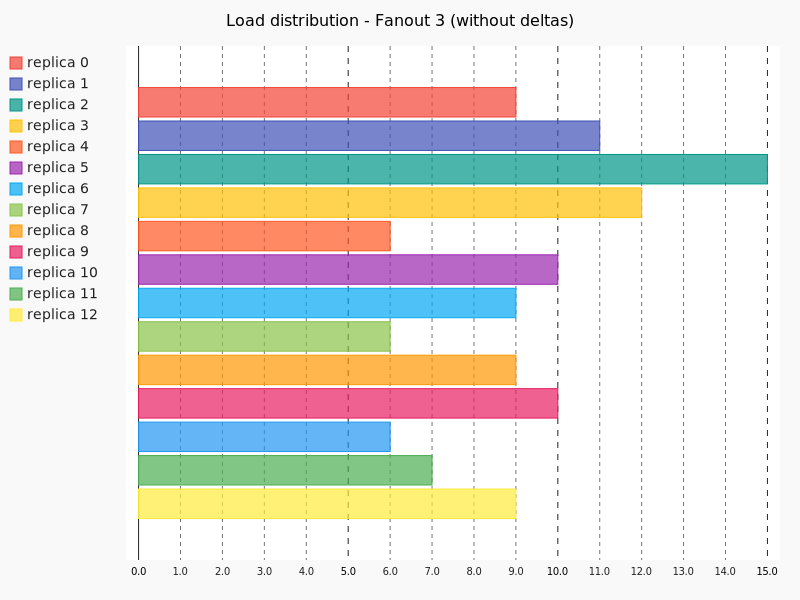 Load distribution - Fanout 3 (without deltas)
replica 0
replica 1
replica 2
replica 3
replica 4
replica 5
replica 6
replica 7
replica 8
replica 9
replica 10
replica 11
replica 12
0.0 1.0 2.0 3.0 4.0 5.0 6.0 7.0 8.0 9.0 10.0 11.0 12.0 13.0 14.0 15.0